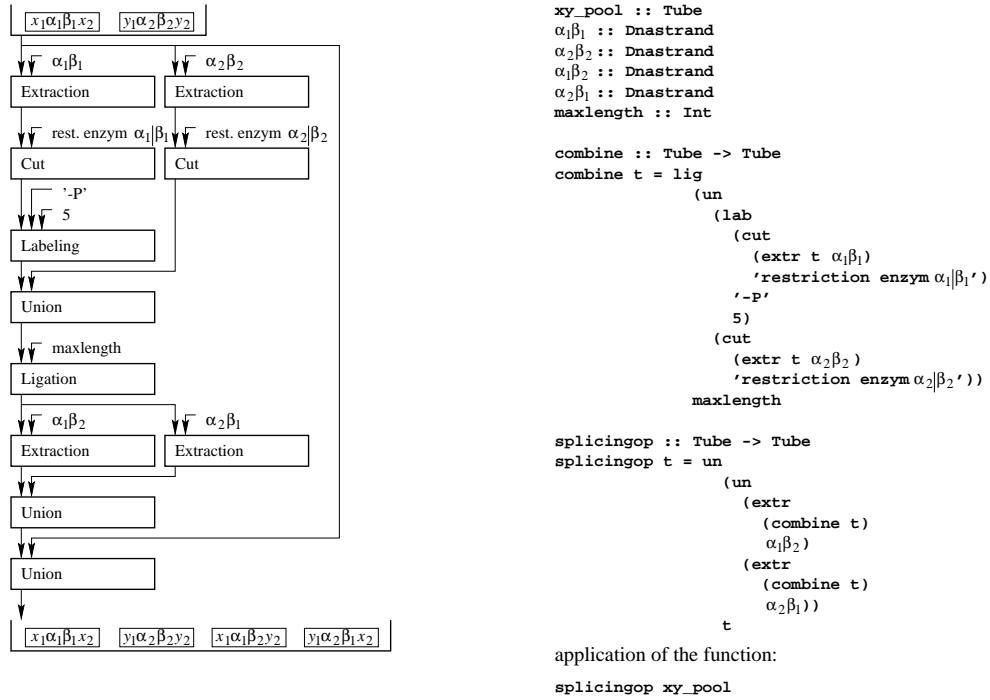 x₁α₁β₁x₂ y₁α₂β₂y₂
α₁β₁ α₂β₂
Extraction Extraction
rest. enzym α₁|β₁ rest. enzym α₂|β₂
Cut Cut
'-P'
5
Labeling
Union
maxlength
Ligation
α₁β₂ α₂β₁
Extraction Extraction
Union
Union
x₁α₁β₁x₂ y₁α₂β₂y₂ x₁α₁β₂y₂ y₁α₂β₁x₂
xy_pool :: Tube
α₁β₁ :: Dnastrand
α₂β₂ :: Dnastrand
α₁β₂ :: Dnastrand
α₂β₁ :: Dnastrand
maxlength :: Int
combine :: Tube -> Tube
combine t = lig
(un
(lab
(cut
(extr t α₁β₁)
'restriction enzym α₁|β₁')
'-P'
5)
(cut
(extr t α₂β₂)
'restriction enzym α₂|β₂'))
maxlength
splicingop :: Tube -> Tube
splicingop t = un
(un
(extr
(combine t)
α₁β₂)
(extr
(combine t)
α₂β₁))
t
application of the function:
splicingop xy_pool